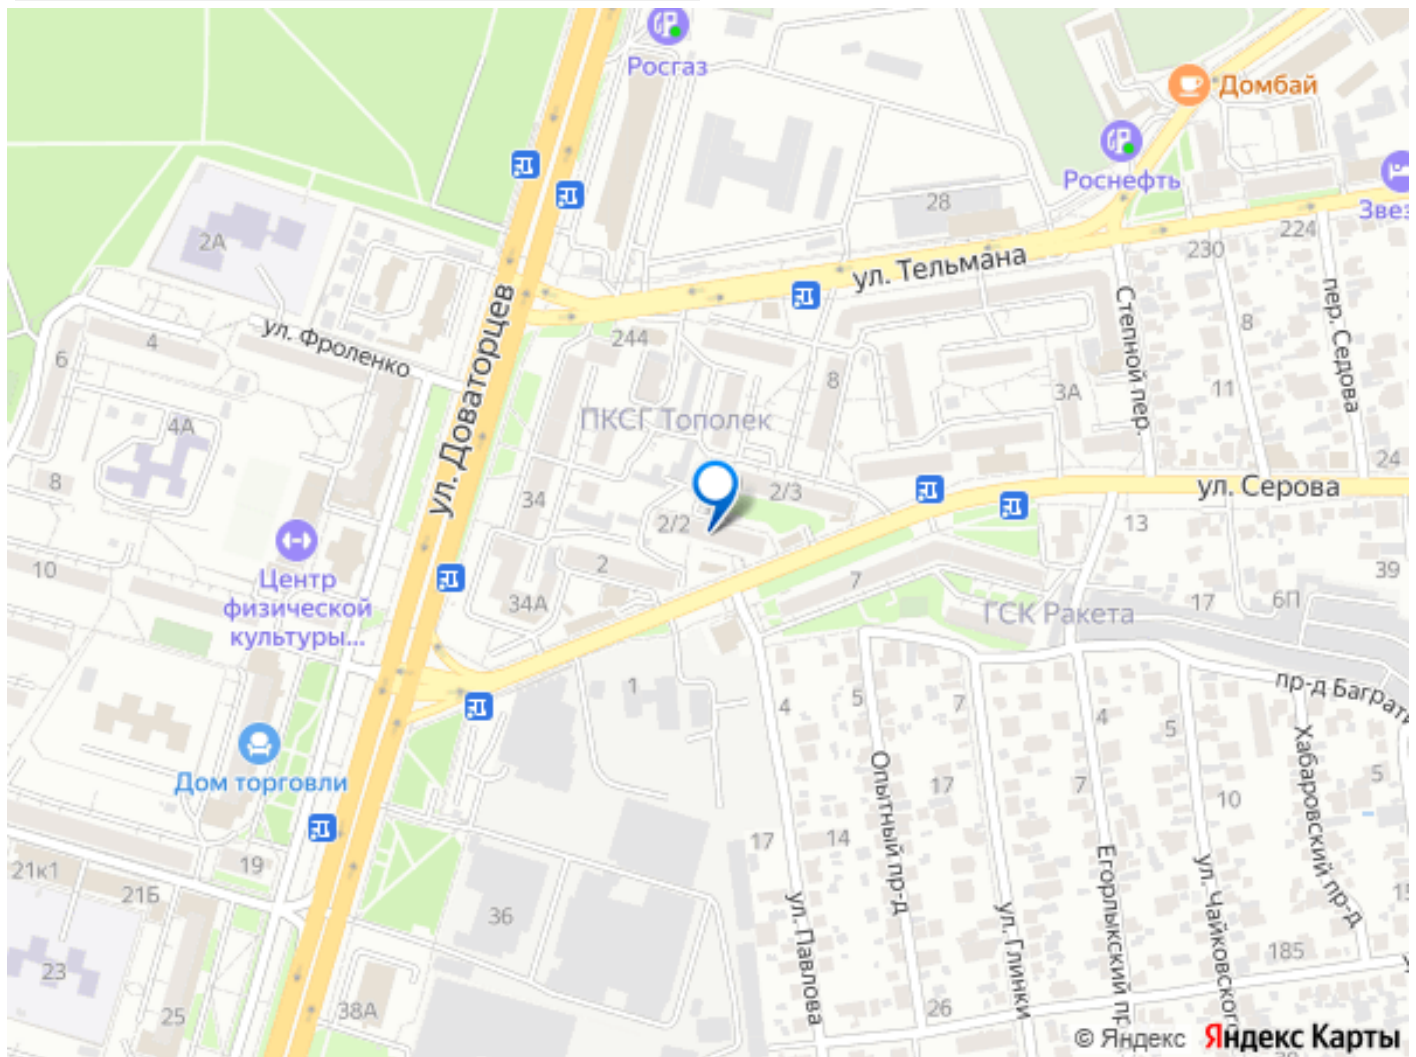 Росгаз
Домбай
Роснефть
Звез
28
224
230
2А
ул. Тельмана
ул. Доваторцев
ул. Фроленко
244
4
6
8
8
11
Степной пер.
пер. Седова
3А
ПКСГ Тополек
4А
8
34
2/3
2/2
24
ул. Серова
13
10
Центр
физической
культуры...
2
34А
7
39
17
6П
ГСК Ракета
1
4
5
7
4
5
пр-д Баграти
Хабаровский пр-д
5
Дом торговли
Опытный пр-д
17
7
10
17
14
19
21к1
21Б
36
ул. Павлова
ул. Глинки
Егорлыкский пр
ул. Чайковского
185
15
23
25
38А
26
© Яндекс Яндекс Карты